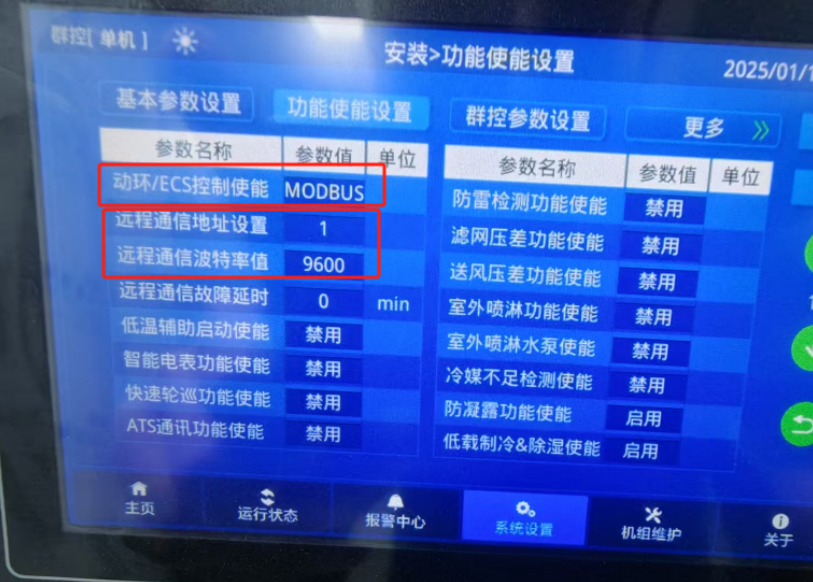 群控[ 单机 ]
安装>功能使能设置
2025/01/1
基本参数设置 功能使能设置 群控参数设置 更多 >>
参数名称 参数值 单位
动环/ECS控制使能 MODBUS
远程通信地址设置 1
远程通信波特率值 9600
远程通信故障延时 0 min
低温辅助启动使能 禁用
智能电表功能使能 禁用
快速轮巡功能使能 禁用
ATS通讯功能使能 禁用
参数名称 参数值 单位
防雷检测功能使能 禁用
滤网压差功能使能 禁用
送风压差功能使能 禁用
室外喷淋功能使能 禁用
室外喷淋水泵使能 禁用
冷媒不足检测使能 禁用
防凝露功能使能 启用
低载制冷&除湿使能 启用
主页 运行状态 报警中心 系统设置 机组维护 关于